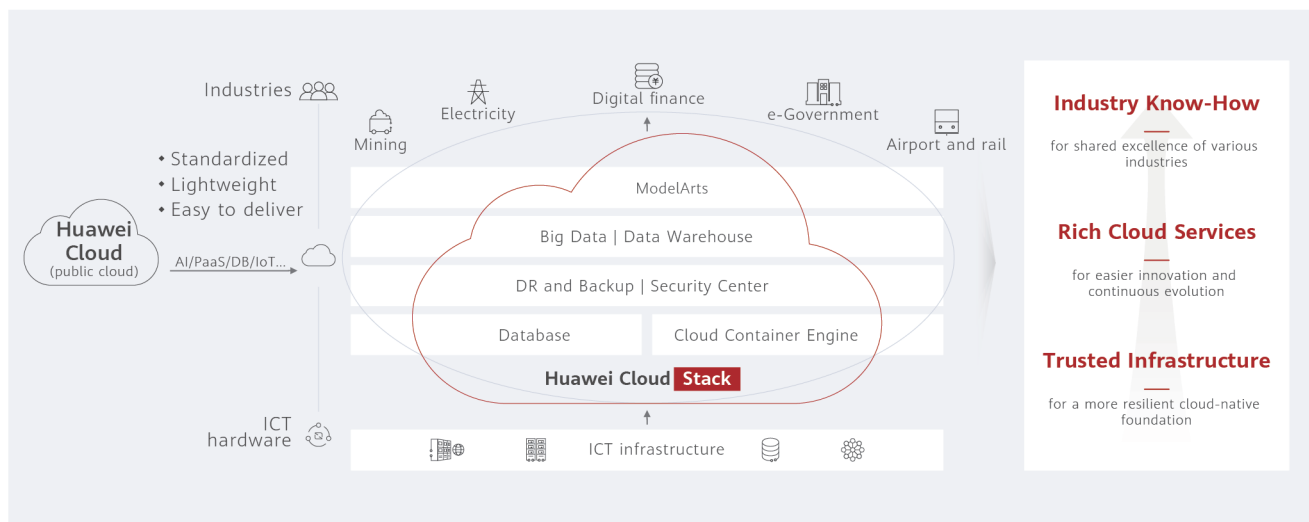 Industries
Mining
Electricity
Digital finance
e-Government
Airport and rail
◆ Standardized
◆ Lightweight
◆ Easy to deliver
Huawei
Cloud
(public cloud)
AI/PaaS/DB/IoT...
ModelArts
Big Data | Data Warehouse
DR and Backup | Security Center
Database
Cloud Container Engine
Huawei Cloud Stack
ICT
hardware
ICT infrastructure
Industry Know-How
for shared excellence of various
industries
Rich Cloud Services
for easier innovation and
continuous evolution
Trusted Infrastructure
for a more resilient cloud-native
foundation